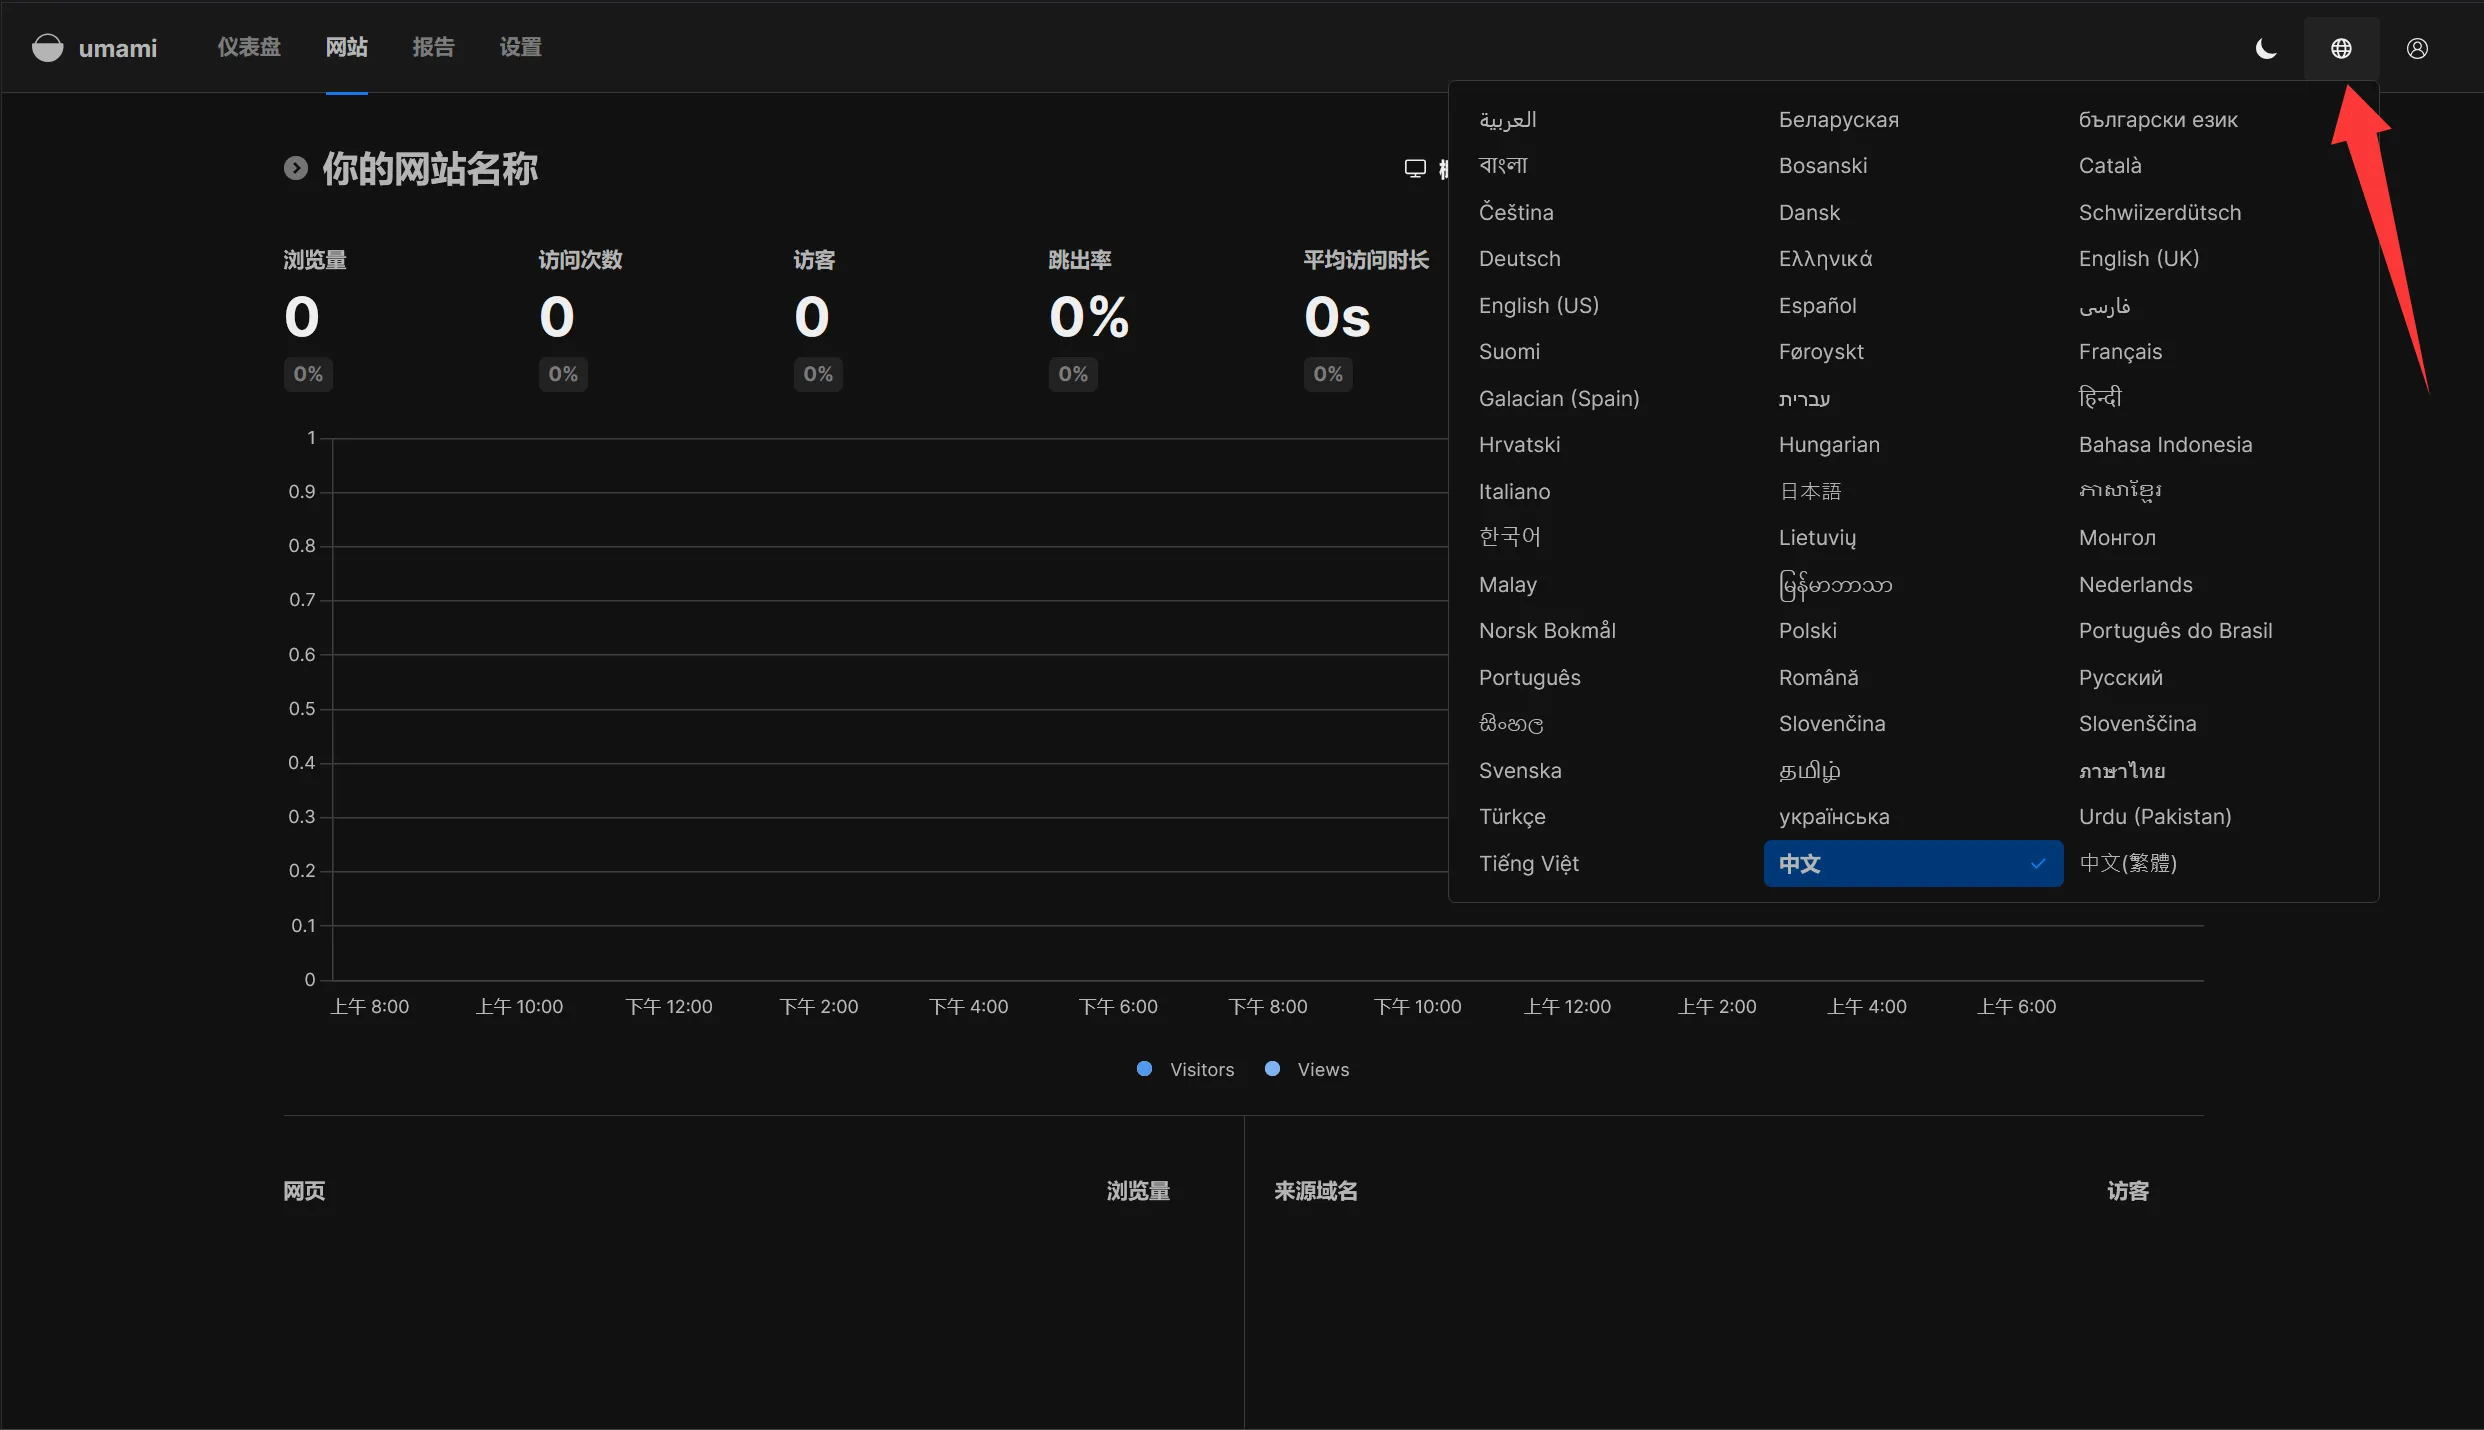 umami 仪表盘 网站 报告 设置
你的网站名称
浏览量 访问次数 访客 跳出率 平均访问时长
0 0 0 0% 0s
0% 0% 0% 0% 0%
العربية Беларуская български език
বাংলা Bosanski Català
Čeština Dansk Schwiizerdütsch
Deutsch Ελληνικά English (UK)
English (US) Español فارسی
Suomi Føroyskt Français
Galacian (Spain) עברית हिन्दी
Hrvatski Hungarian Bahasa Indonesia
Italiano 日本語 ភាសាខ្មែរ
한국어 Lietuvių Монгол
Malay မြန်မာဘာသာ Nederlands
Norsk Bokmål Polski Português do Brasil
Português Română Русский
සිංහල Slovenčina Slovenščina
Svenska தமிழ் ภาษาไทย
Türkçe українська Urdu (Pakistan)
Tiếng Việt 中文 中文(繁體)
1
0.9
0.8
0.7
0.6
0.5
0.4
0.3
0.2
0.1
0
上午 8:00 上午 10:00 下午 12:00 下午 2:00 下午 4:00 下午 6:00 下午 8:00 下午 10:00 上午 12:00 上午 2:00 上午 4:00 上午 6:00
Visitors Views
网页 浏览量 来源域名 访客